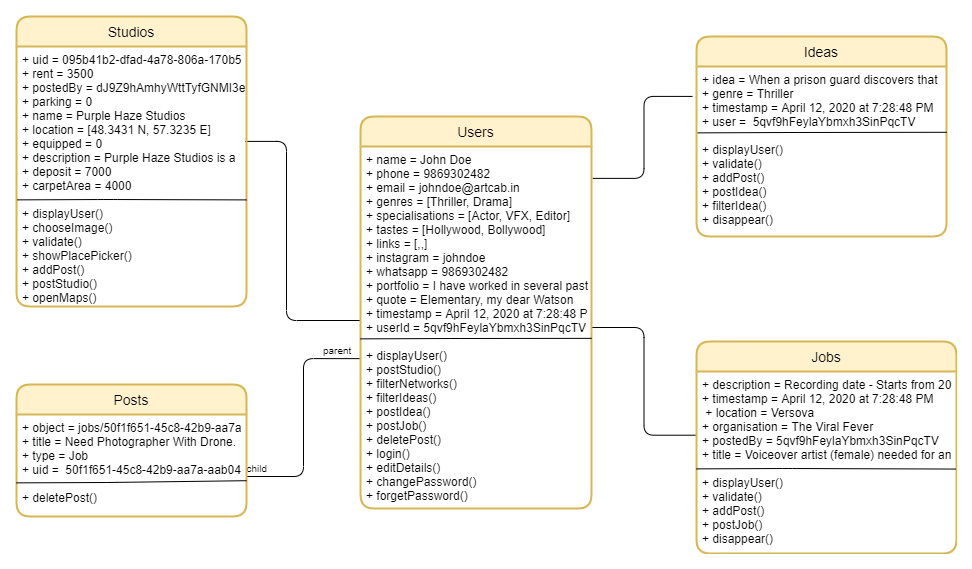 Studios
+ uid = 095b41b2-dfad-4a78-806a-170b5
+ rent = 3500
+ postedBy = dJ9Z9hAmhyWttTyfGNMI3e
+ parking = 0
+ name = Purple Haze Studios
+ location = [48.3431 N, 57.3235 E]
+ equipped = 0
+ description = Purple Haze Studios is a
+ deposit = 7000
+ carpetArea = 4000
+ displayUser()
+ chooseImage()
+ validate()
+ showPlacePicker()
+ addPost()
+ postStudio()
+ openMaps()
Posts
+ object = jobs/50f1f651-45c8-42b9-aa7a
+ title = Need Photographer With Drone.
+ type = Job
+ uid =  50f1f651-45c8-42b9-aa7a-aab04
+ deletePost()
child
parent
Users
+ name = John Doe
+ phone = 9869302482
+ email = johndoe@artcab.in
+ genres = [Thriller, Drama]
+ specialisations = [Actor, VFX, Editor]
+ tastes = [Hollywood, Bollywood]
+ links = [,,]
+ instagram = johndoe
+ whatsapp = 9869302482
+ portfolio = I have worked in several past
+ quote = Elementary, my dear Watson
+ timestamp = April 12, 2020 at 7:28:48 P
+ userId = 5qvf9hFeylaYbmxh3SinPqcTV
+ displayUser()
+ postStudio()
+ filterNetworks()
+ filterIdeas()
+ postIdea()
+ postJob()
+ deletePost()
+ login()
+ editDetails()
+ changePassword()
+ forgetPassword()
Ideas
+ idea = When a prison guard discovers that
+ genre = Thriller
+ timestamp = April 12, 2020 at 7:28:48 PM
+ user =  5qvf9hFeylaYbmxh3SinPqcTV
+ displayUser()
+ validate()
+ addPost()
+ postIdea()
+ filterIdea()
+ disappear()
Jobs
+ description = Recording date - Starts from 20
+ timestamp = April 12, 2020 at 7:28:48 PM
+ location = Versova
+ organisation = The Viral Fever
+ postedBy = 5qvf9hFeylaYbmxh3SinPqcTV
+ title = Voiceover artist (female) needed for an
+ displayUser()
+ validate()
+ addPost()
+ postJob()
+ disappear()